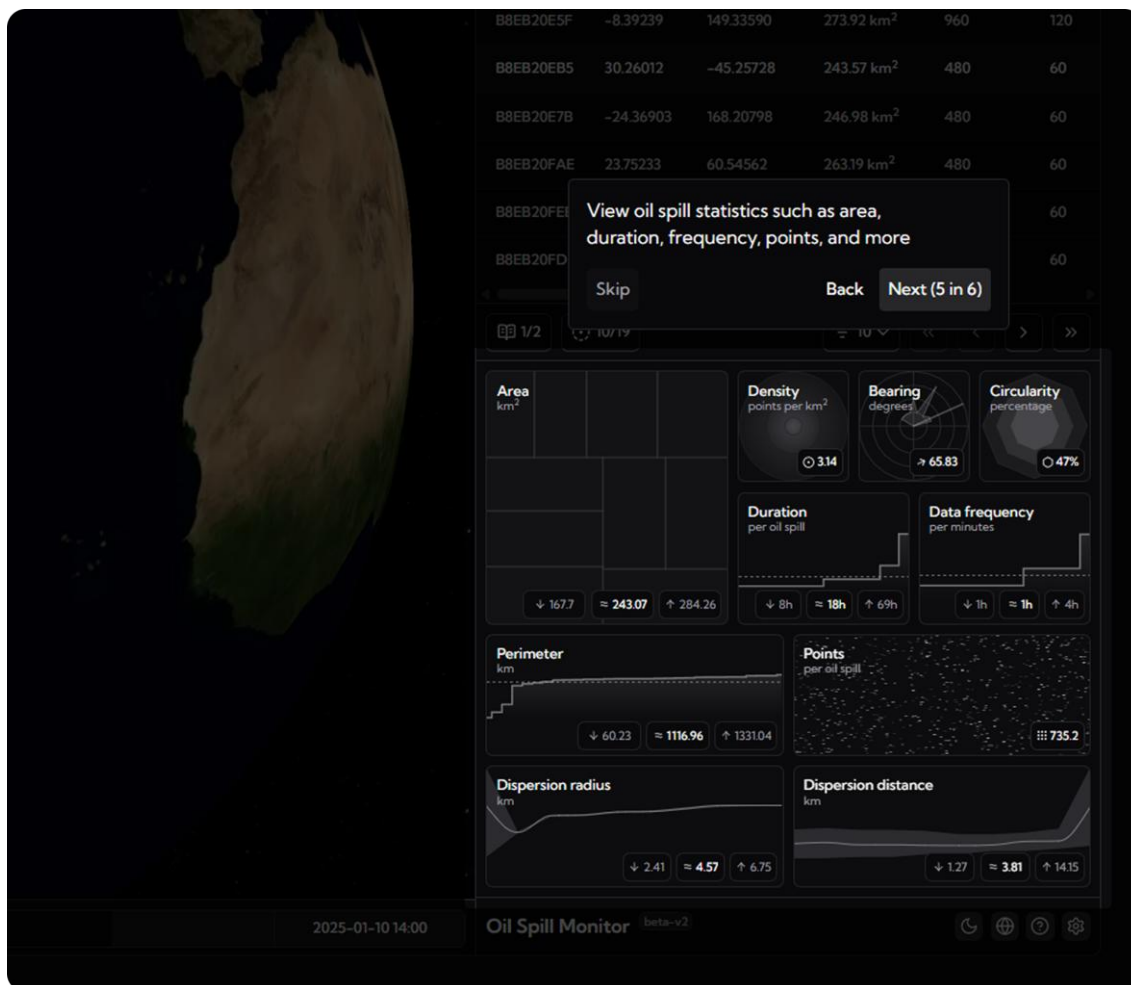 B8EB20E5F -8.39239 149.33590 273.92 km² 960 120
B8EB20EB5 30.26012 -45.25728 243.57 km² 480 60
B8EB20E7B -24.36903 168.20798 246.98 km² 480 60
B8EB20FAE 23.75233 60.54562 263.19 km² 480 60
60
60
View oil spill statistics such as area,
duration, frequency, points, and more
Skip Back Next (5 in 6)
1/2 10/19 10
Area
km²
↓ 167.7 ≈ 243.07 ↑ 284.26
Density
points per km²
3.14
Bearing
degrees
65.83
Circularity
percentage
47%
Duration
per oil spill
↓ 8h ≈ 18h ↑ 69h
Data frequency
per minutes
↓ 1h ≈ 1h ↑ 4h
Perimeter
km
↓ 60.23 ≈ 1116.96 ↑ 1331.04
Points
per oil spill
735.2
Dispersion radius
km
↓ 2.41 ≈ 4.57 ↑ 6.75
Dispersion distance
km
↓ 1.27 ≈ 3.81 ↑ 14.15
2025-01-10 14:00
Oil Spill Monitor beta-v2